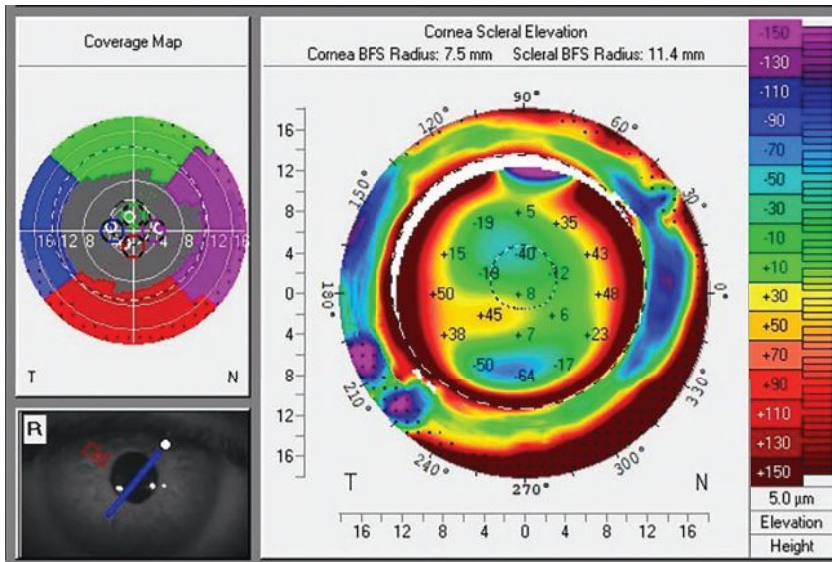 Coverage Map
16 12 8 4 4 8 12 16
T N
R
Cornea Scleral Elevation
Cornea BFS Radius: 7.5 mm Scleral BFS Radius: 11.4 mm
90°
120° 60°
150° 30°
180° 0°
210° 330°
240° 300°
270°
16
12
8
4
0
4
8
12
16
+ 5
-19 +35
+15 -40 +43
-18 -12
+50 + 8 +48
+45 + 6
+38 + 7 +23
-50 -17
-64
T N
16 12 8 4 0 4 8 12 16
-150
-130
-110
-90
-70
-50
-30
-10
+10
+30
+50
+70
+90
+110
+130
+150
5.0 µm
Elevation
Height